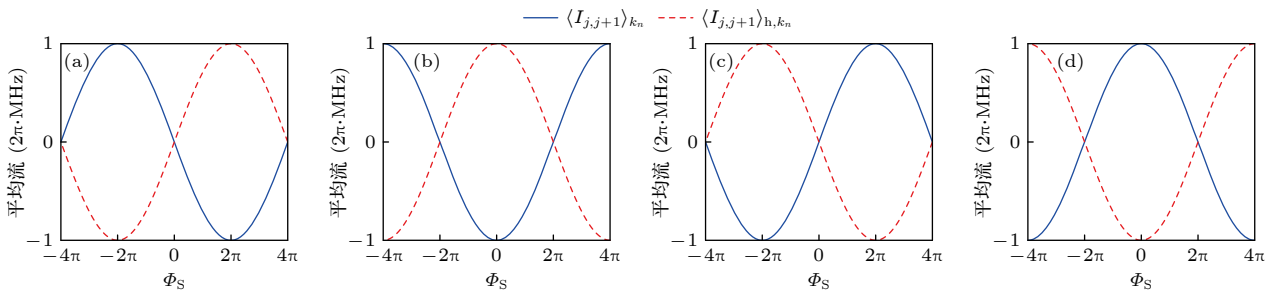 ⟨I_{j,j+1}⟩_{k_n} ⟨I_{j,j+1}⟩_{h,k_n}
(a) (b) (c) (d)
平均流 (2π·MHz) 平均流 (2π·MHz) 平均流 (2π·MHz) 平均流 (2π·MHz)
1 1 1 1
0 0 0 0
−1 −1 −1 −1
−4π −2π 0 2π 4π −4π −2π 0 2π 4π −4π −2π 0 2π 4π −4π −2π 0 2π 4π
Φ_S Φ_S Φ_S Φ_S